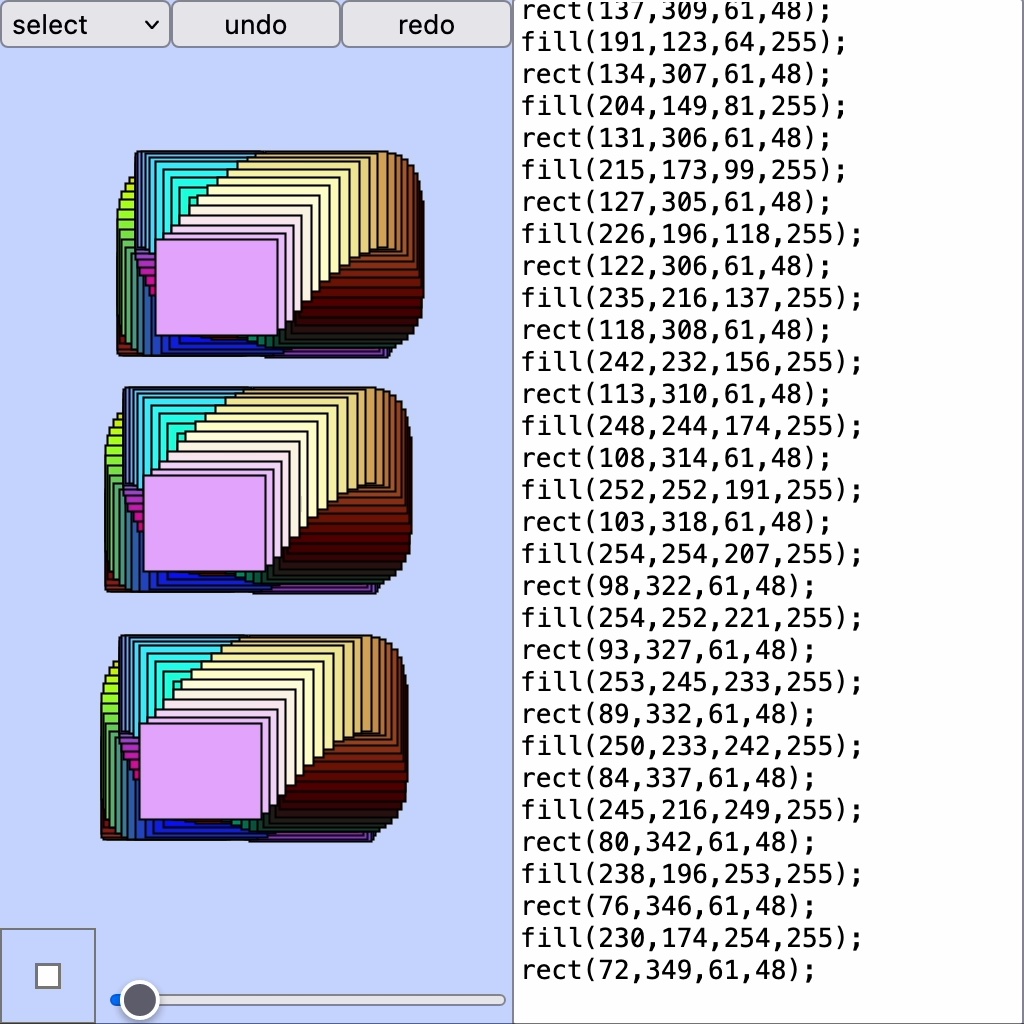 select
undo
redo
rect(137,309,61,48);
fill(191,123,64,255);
rect(134,307,61,48);
fill(204,149,81,255);
rect(131,306,61,48);
fill(215,173,99,255);
rect(127,305,61,48);
fill(226,196,118,255);
rect(122,306,61,48);
fill(235,216,137,255);
rect(118,308,61,48);
fill(242,232,156,255);
rect(113,310,61,48);
fill(248,244,174,255);
rect(108,314,61,48);
fill(252,252,191,255);
rect(103,318,61,48);
fill(254,254,207,255);
rect(98,322,61,48);
fill(254,252,221,255);
rect(93,327,61,48);
fill(253,245,233,255);
rect(89,332,61,48);
fill(250,233,242,255);
rect(84,337,61,48);
fill(245,216,249,255);
rect(80,342,61,48);
fill(238,196,253,255);
rect(76,346,61,48);
fill(230,174,254,255);
rect(72,349,61,48);